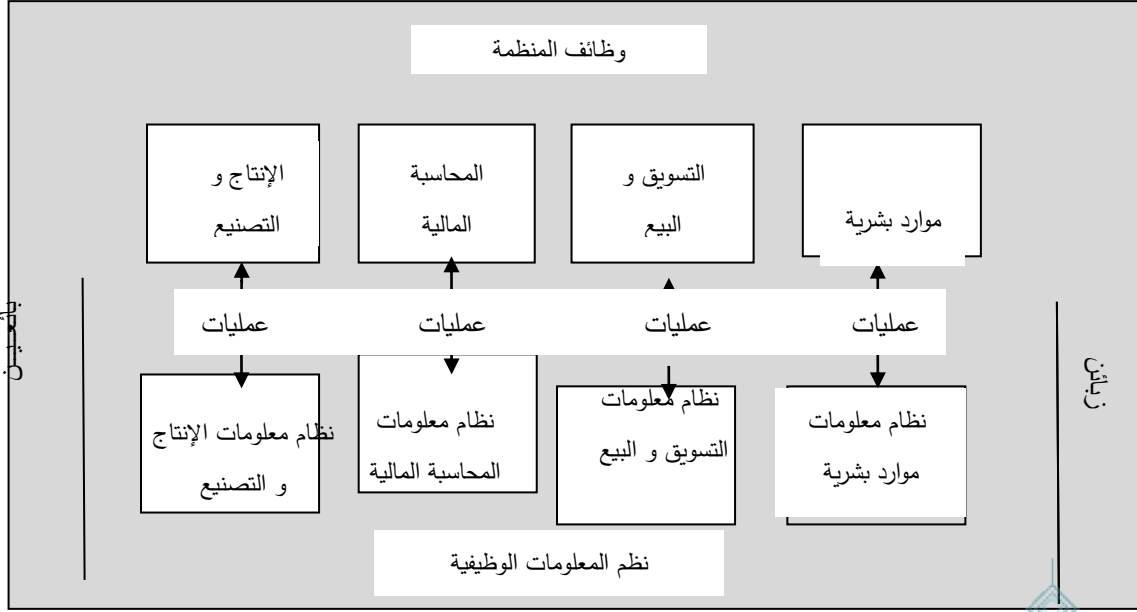 وظائف المنظمة
موارد بشرية
التسويق و
البيع
المحاسبة
المالية
الإنتاج و
التصنيع
عمليات
عمليات
عمليات
عمليات
نظام معلومات
موارد بشرية
نظام معلومات
التسويق و البيع
نظام معلومات
المحاسبة المالية
نظام معلومات الإنتاج
و التصنيع
نظم المعلومات الوظيفية
زبائن